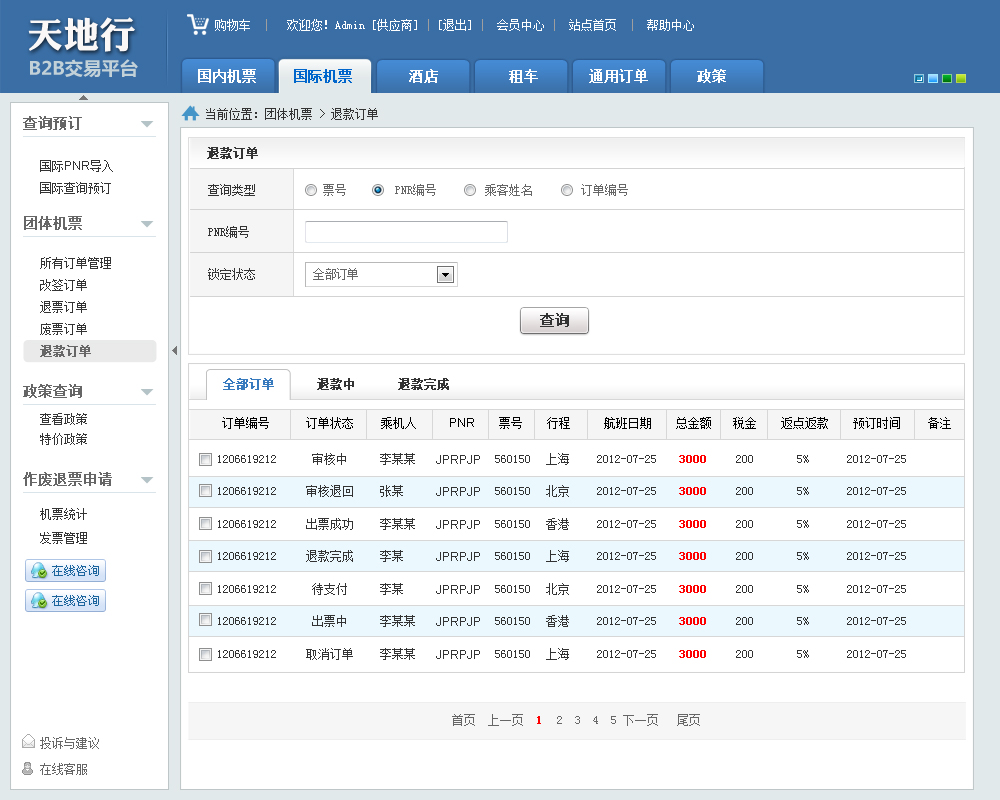 天地行
B2B交易平台
购物车 | 欢迎您! Admin [供应商] | [退出] | 会员中心 | 站点首页 | 帮助中心
国内机票 国际机票 酒店 租车 通用订单 政策
查询预订
国际PNR导入
国际查询预订
团体机票
所有订单管理
改签订单
退票订单
废票订单
退款订单
政策查询
查看政策
特价政策
作废退票申请
机票统计
发票管理
在线咨询
在线咨询
投诉与建议
在线客服
当前位置: 团体机票 > 退款订单
退款订单
查询类型 票号 PNR编号 乘客姓名 订单编号
PNR编号
锁定状态 全部订单
查询
全部订单 退款中 退款完成
订单编号 订单状态 乘机人 PNR 票号 行程 航班日期 总金额 税金 返点返款 预订时间 备注
1206619212 审核中 李某某 JPRPJP 560150 上海 2012-07-25 3000 200 5% 2012-07-25
1206619212 审核退回 张某 JPRPJP 560150 北京 2012-07-25 3000 200 5% 2012-07-25
1206619212 出票成功 李某某 JPRPJP 560150 香港 2012-07-25 3000 200 5% 2012-07-25
1206619212 退款完成 李某 JPRPJP 560150 上海 2012-07-25 3000 200 5% 2012-07-25
1206619212 待支付 李某 JPRPJP 560150 北京 2012-07-25 3000 200 5% 2012-07-25
1206619212 出票中 李某某 JPRPJP 560150 香港 2012-07-25 3000 200 5% 2012-07-25
1206619212 取消订单 李某某 JPRPJP 560150 上海 2012-07-25 3000 200 5% 2012-07-25
首页 上一页 1 2 3 4 5 下一页 尾页